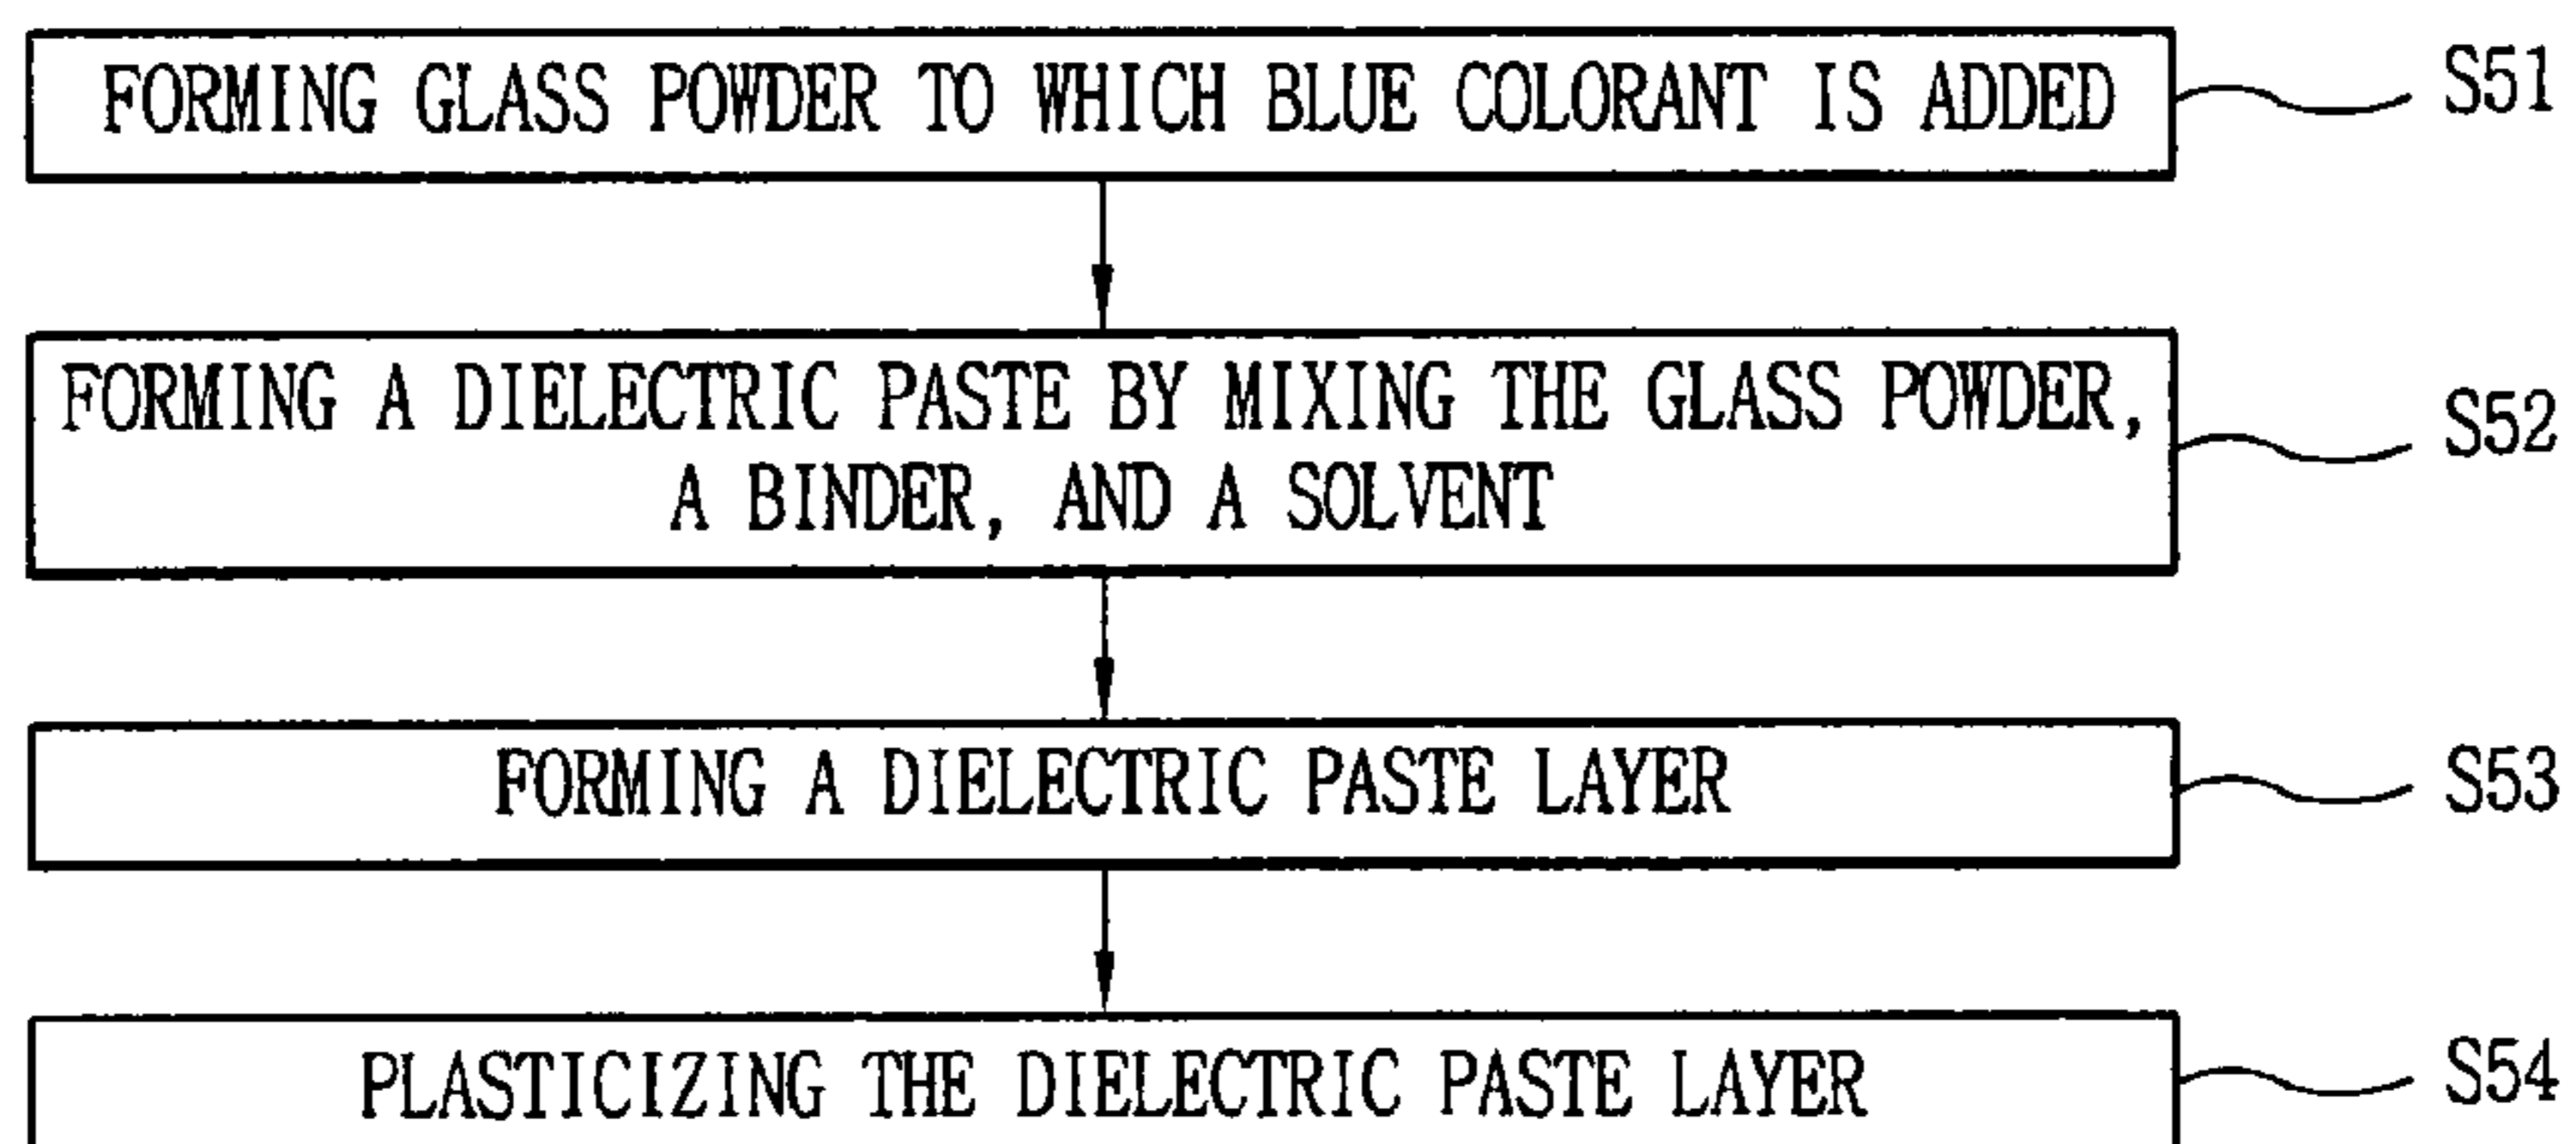 FORMING GLASS POWDER TO WHICH BLUE COLORANT IS ADDED
S51
FORMING A DIELECTRIC PASTE BY MIXING THE GLASS POWDER,
A BINDER, AND A SOLVENT
S52
FORMING A DIELECTRIC PASTE LAYER
S53
PLASTICIZING THE DIELECTRIC PASTE LAYER
S54